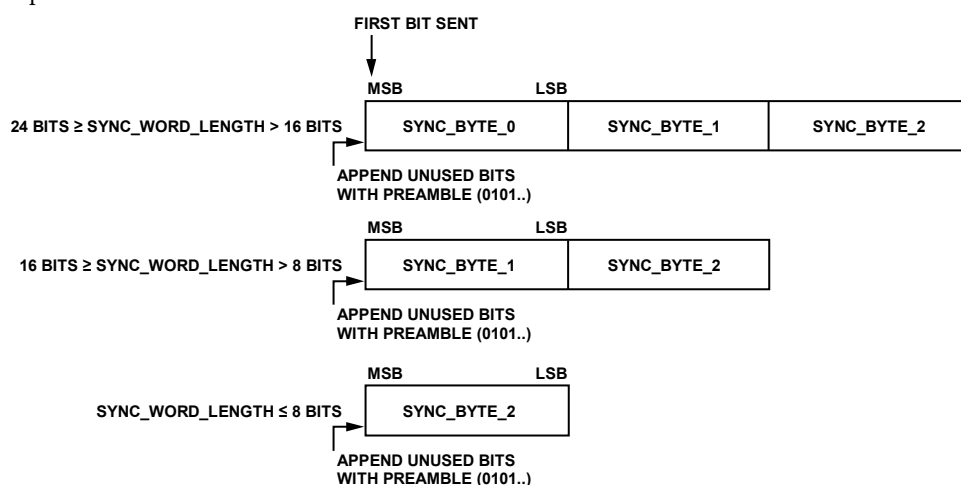 FIRST BIT SENT
MSB LSB
24 BITS ≥ SYNC_WORD_LENGTH > 16 BITS SYNC_BYTE_0 SYNC_BYTE_1 SYNC_BYTE_2
APPEND UNUSED BITS
WITH PREAMBLE (0101..)
MSB LSB
16 BITS ≥ SYNC_WORD_LENGTH > 8 BITS SYNC_BYTE_1 SYNC_BYTE_2
APPEND UNUSED BITS
WITH PREAMBLE (0101..)
MSB LSB
SYNC_WORD_LENGTH ≤ 8 BITS SYNC_BYTE_2
APPEND UNUSED BITS
WITH PREAMBLE (0101..)